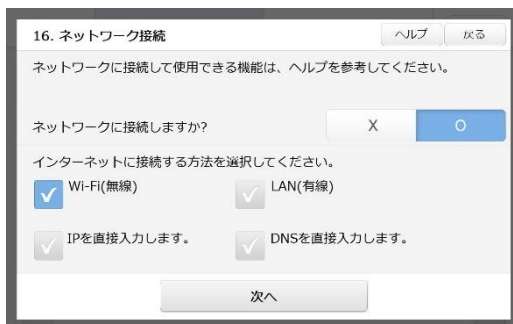 16. ネットワーク接続
ヘルプ
戻る
ネットワークに接続して使用できる機能は、ヘルプを参考してください。
ネットワークに接続しますか?
X
O
インターネットに接続する方法を選択してください。
Wi-Fi(無線)
LAN(有線)
IPを直接入力します。
DNSを直接入力します。
次へ